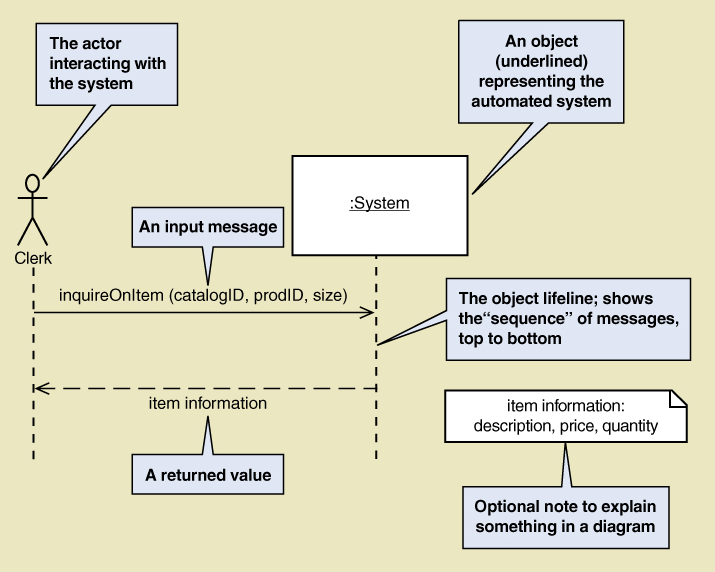 The actor
interacting with
the system
An object
(underlined)
representing the
automated system
:System
An input message
Clerk
inquireOnItem (catalogID, prodID, size)
The object lifeline; shows
the“sequence” of messages,
top to bottom
item information
item information:
description, price, quantity
A returned value
Optional note to explain
something in a diagram